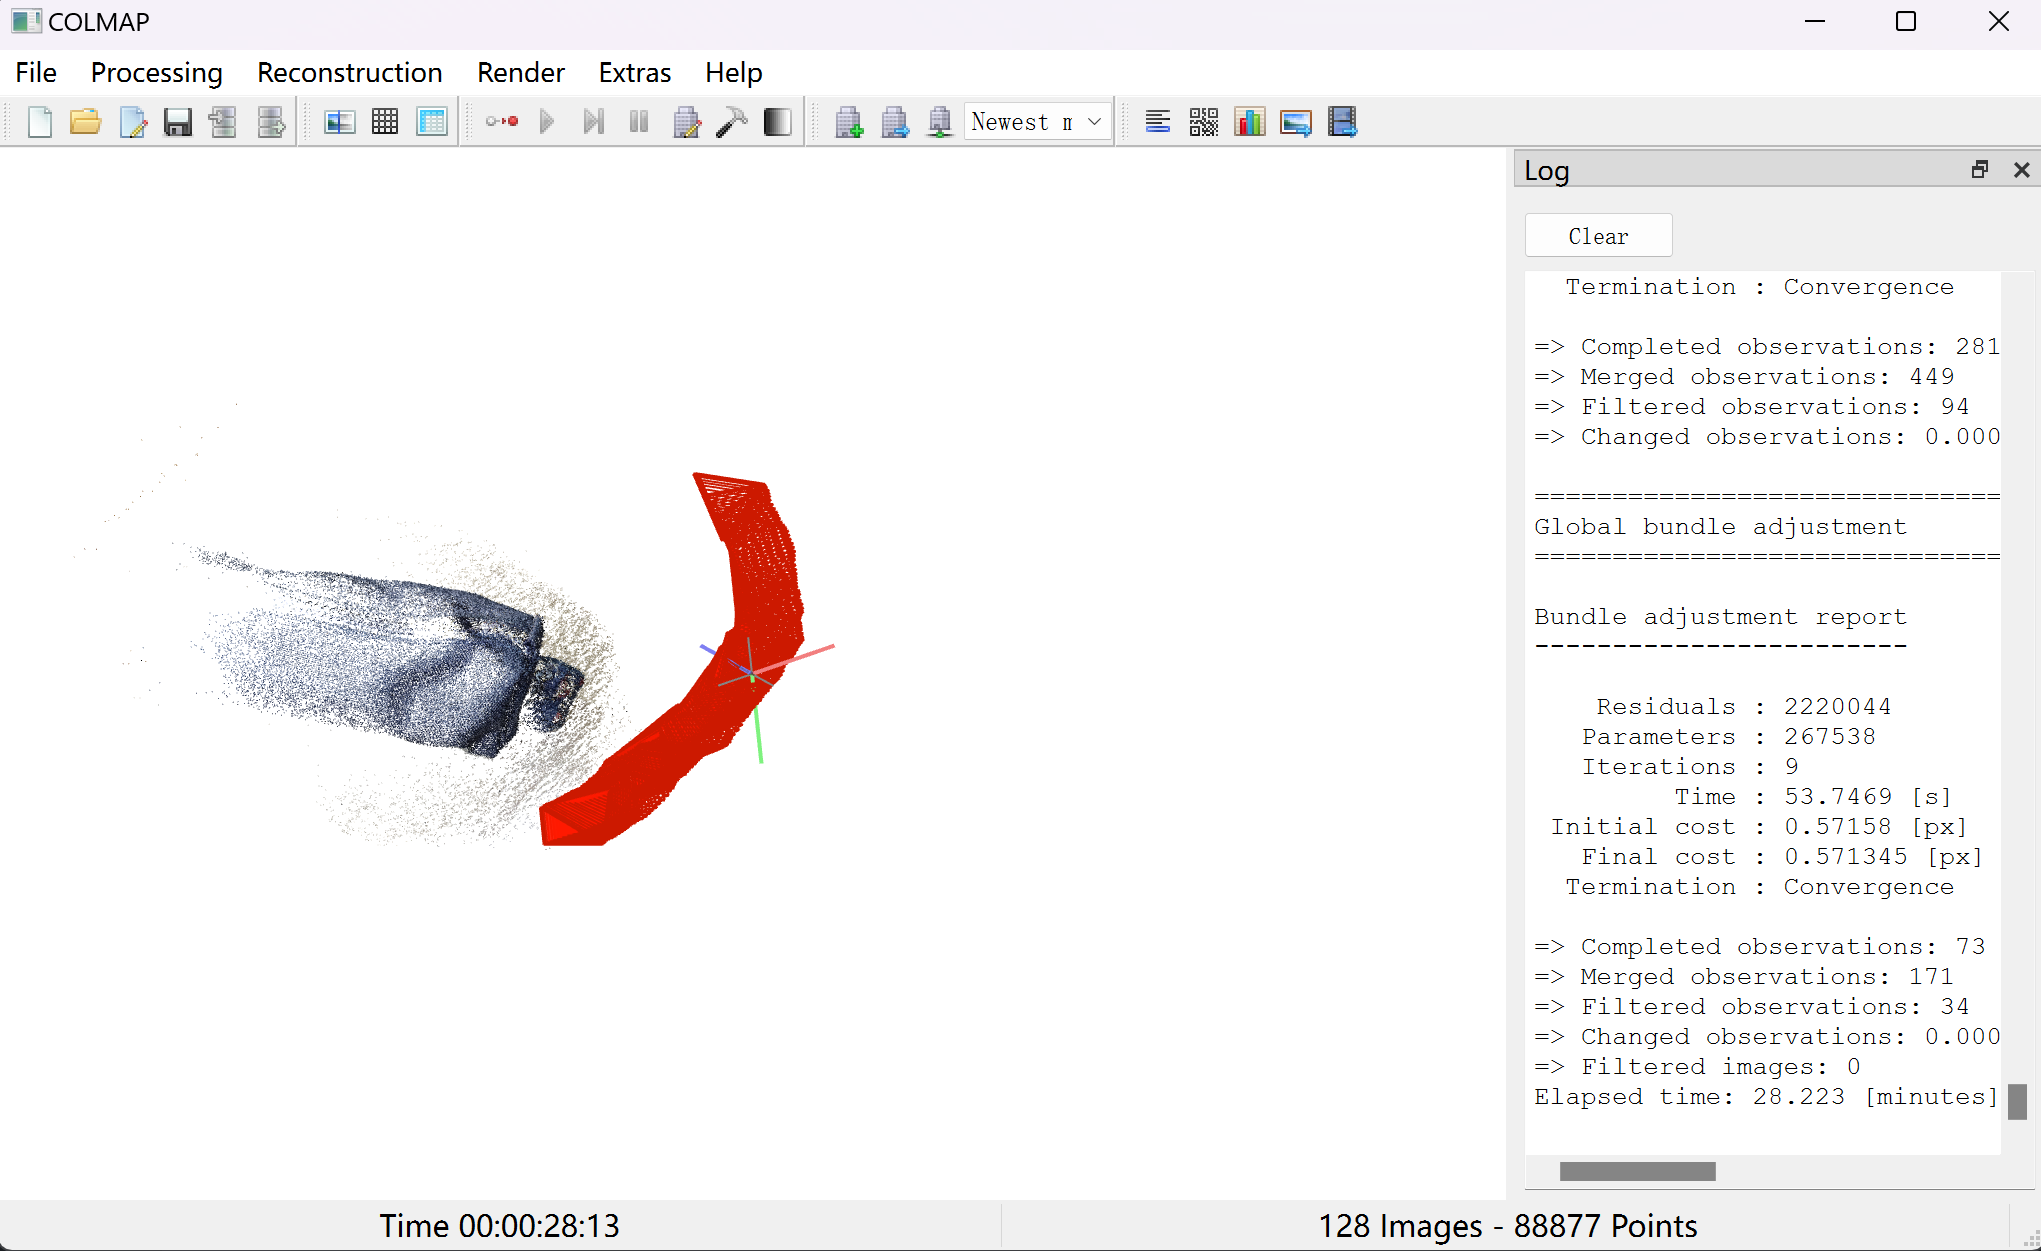 COLMAP
File Processing Reconstruction Render Extras Help
Newest m
Log
Clear
Termination : Convergence
=> Completed observations: 281
=> Merged observations: 449
=> Filtered observations: 94
=> Changed observations: 0.000
==============================
Global bundle adjustment
==============================
Bundle adjustment report
------------------------
Residuals : 2220044
Parameters : 267538
Iterations : 9
Time : 53.7469 [s]
Initial cost : 0.57158 [px]
Final cost : 0.571345 [px]
Termination : Convergence
=> Completed observations: 73
=> Merged observations: 171
=> Filtered observations: 34
=> Changed observations: 0.000
=> Filtered images: 0
Elapsed time: 28.223 [minutes]
Time 00:00:28:13
128 Images - 88877 Points